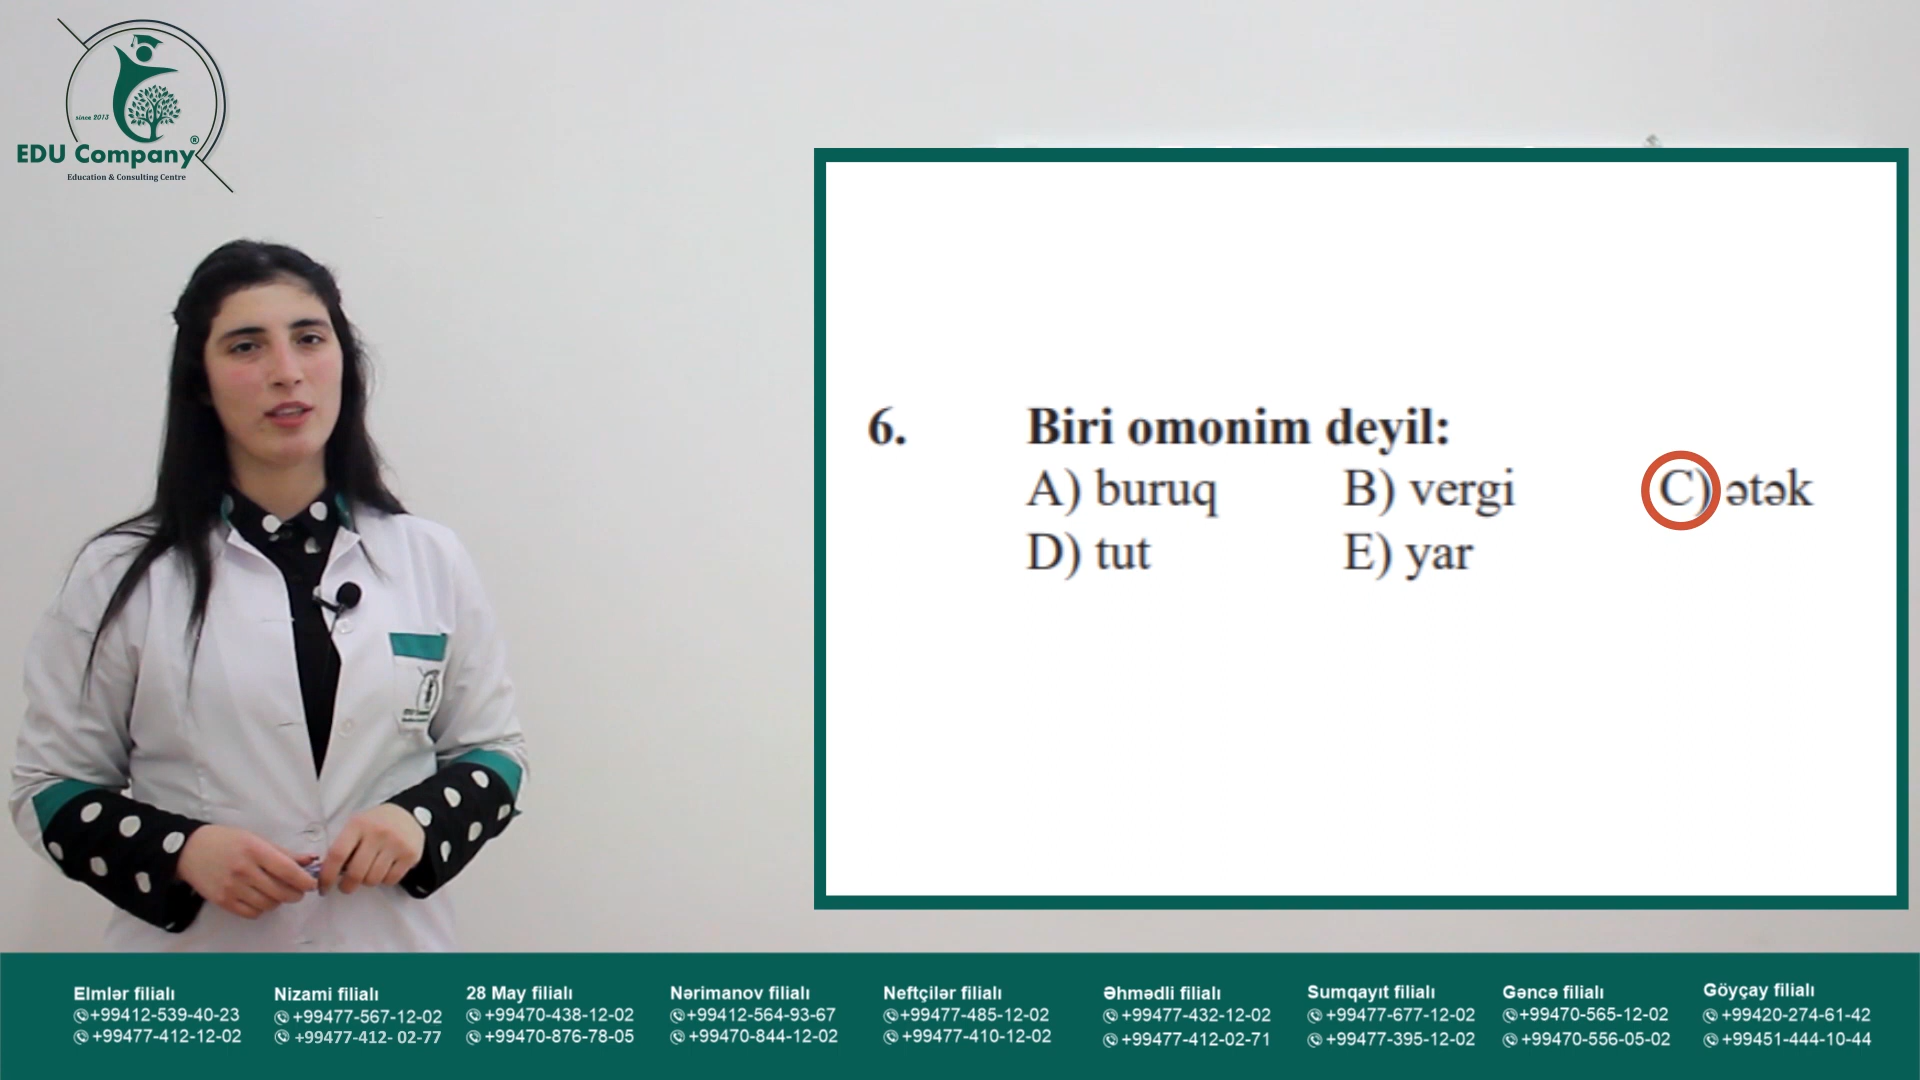 since 2013
EDU Company®
Education & Consulting Centre
6. Biri omonim deyil:
A) buruq B) vergi C) ətək
D) tut E) yar
Elmlər filialı
+99412-539-40-23
+99477-412-12-02
Nizami filialı
+99477-567-12-02
+99477-412- 02-77
28 May filialı
+99470-438-12-02
+99470-876-78-05
Nərimanov filialı
+99412-564-93-67
+99470-844-12-02
Neftçilər filialı
+99477-485-12-02
+99477-410-12-02
Əhmədli filialı
+99477-432-12-02
+99477-412-02-71
Sumqayıt filialı
+99477-677-12-02
+99477-395-12-02
Gəncə filialı
+99470-565-12-02
+99470-556-05-02
Göyçay filialı
+99420-274-61-42
+99451-444-10-44